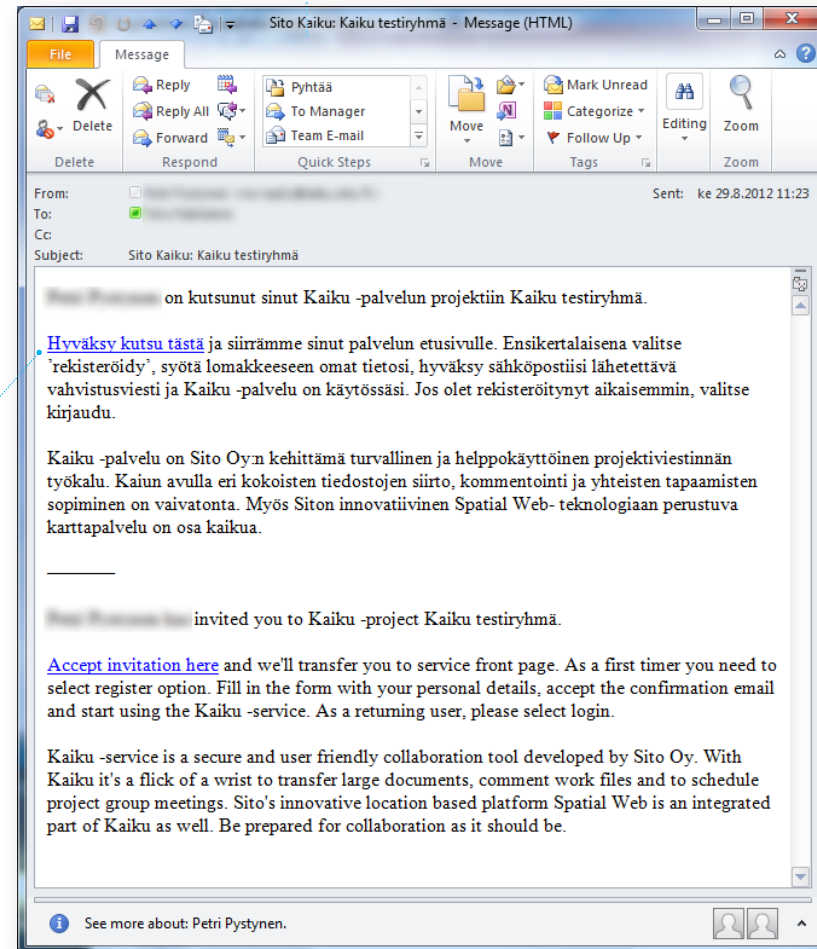 Sito Kaiku: Kaiku testiryhmä - Message (HTML)
File Message
Delete
Reply
Reply All
Forward
Pyhtää
To Manager
Team E-mail
Move
Mark Unread
Categorize
Follow Up
Editing
Zoom
Delete Respond Quick Steps Move Tags Zoom
From: Sent: ke 29.8.2012 11:23
To:
Cc:
Subject: Sito Kaiku: Kaiku testiryhmä
on kutsunut sinut Kaiku -palvelun projektiin Kaiku testiryhmä.
Hyväksy kutsu tästä ja siirrämme sinut palvelun etusivulle. Ensikertalaisena valitse
’rekisteröidy’, syötä lomakkeeseen omat tietosi, hyväksy sähköpostiisi lähetettävä
vahvistusviesti ja Kaiku -palvelu on käytössäsi. Jos olet rekisteröitynyt aikaisemmin, valitse
kirjaudu.
Kaiku -palvelu on Sito Oy:n kehittämä turvallinen ja helppokäyttöinen projektiviestinnän
työkalu. Kaiun avulla eri kokoisten tiedostojen siirto, kommentointi ja yhteisten tapaamisten
sopiminen on vaivatonta. Myös Siton innovatiivinen Spatial Web- teknologiaan perustuva
karttapalvelu on osa kaikua.
invited you to Kaiku -project Kaiku testiryhmä.
Accept invitation here and we'll transfer you to service front page. As a first timer you need to
select register option. Fill in the form with your personal details, accept the confirmation email
and start using the Kaiku -service. As a returning user, please select login.
Kaiku -service is a secure and user friendly collaboration tool developed by Sito Oy. With
Kaiku it's a flick of a wrist to transfer large documents, comment work files and to schedule
project group meetings. Sito's innovative location based platform Spatial Web is an integrated
part of Kaiku as well. Be prepared for collaboration as it should be.
See more about: Petri Pystynen.